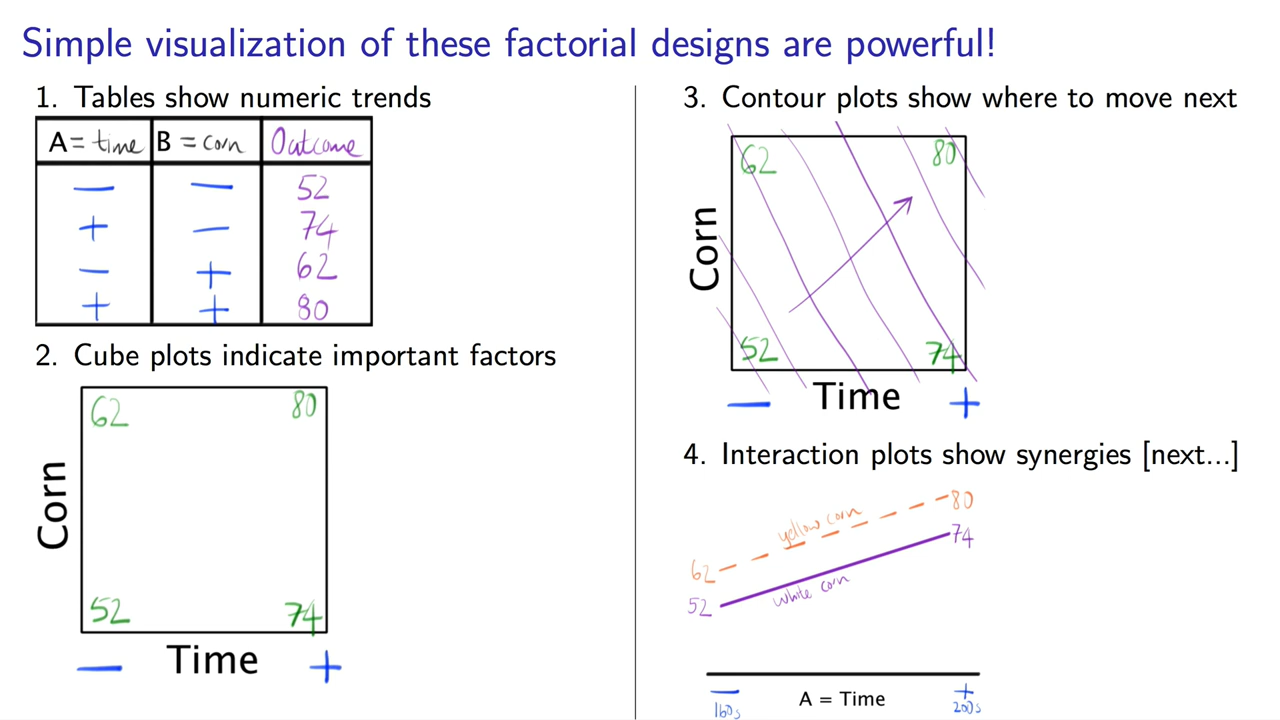 Simple visualization of these factorial designs are powerful!
1. Tables show numeric trends
A = time B = corn Outcome
— — 52
+ — 74
— + 62
+ + 80
2. Cube plots indicate important factors
62 80
Corn
52 74
— Time +
3. Contour plots show where to move next
62 80
Corn
52 74
— Time +
4. Interaction plots show synergies [next...]
80
yellow corn
74
62
white corn
52
— A = Time +
160s 200s